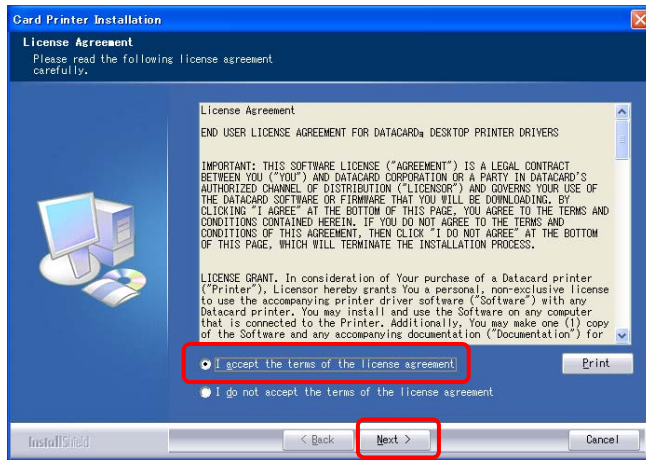 Card Printer Installation
License Agreement
Please read the following license agreement
carefully.
License Agreement
END USER LICENSE AGREEMENT FOR DATACARD® DESKTOP PRINTER DRIVERS
IMPORTANT: THIS SOFTWARE LICENSE ("AGREEMENT") IS A LEGAL CONTRACT
BETWEEN YOU ("YOU") AND DATACARD CORPORATION OR A PARTY IN DATACARD'S
AUTHORIZED CHANNEL OF DISTRIBUTION ("LICENSOR") AND GOVERNS YOUR USE OF
THE DATACARD SOFTWARE OR FIRMWARE THAT YOU WILL BE DOWNLOADING. BY
CLICKING "I AGREE" AT THE BOTTOM OF THIS PAGE, YOU AGREE TO THE TERMS AND
CONDITIONS CONTAINED HEREIN. IF YOU DO NOT AGREE TO THE TERMS AND
CONDITIONS OF THIS AGREEMENT, THEN CLICK "I DO NOT AGREE" AT THE BOTTOM
OF THIS PAGE, WHICH WILL TERMINATE THE INSTALLATION PROCESS.
LICENSE GRANT. In consideration of Your purchase of a Datacard printer
("Printer"), Licensor hereby grants You a personal, non-exclusive license
to use the accompanying printer driver software ("Software") with any
Datacard printer. You may install and use the Software on any computer
that is connected to the Printer. Additionally, You may make one (1) copy
of the Software and any accompanying documentation ("Documentation") for
I accept the terms of the license agreement
Print
I do not accept the terms of the license agreement
InstallShield
< Back
Next >
Cancel